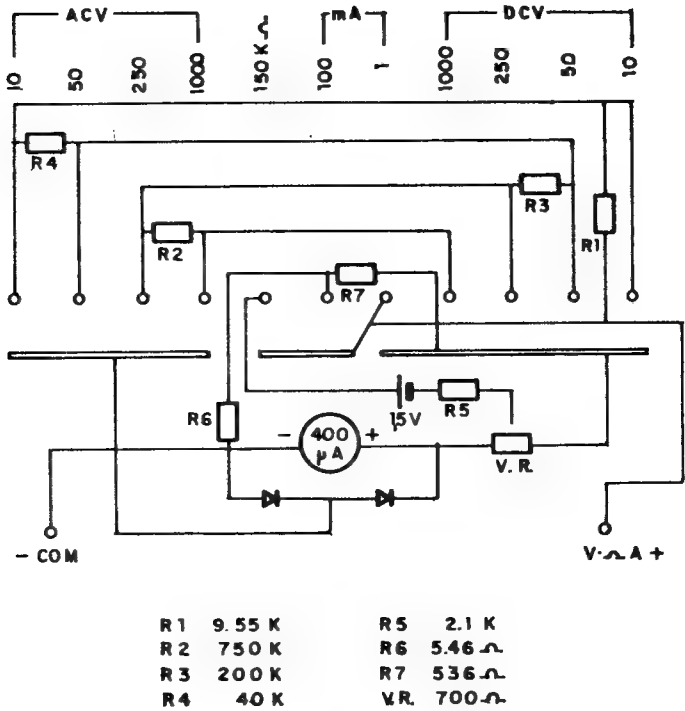 ACV mA DCV
10 50 250 1000 150 K Ω 100 1 1000 250 50 10
R4
R3
R2 R1
R7
R6 1,5V R5
- 400 μA +
V.R.
- COM V·Ω A +
R1 9.55 K R5 2.1 K
R2 750 K R6 5.46 Ω
R3 200 K R7 536 Ω
R4 40 K V.R. 700 Ω